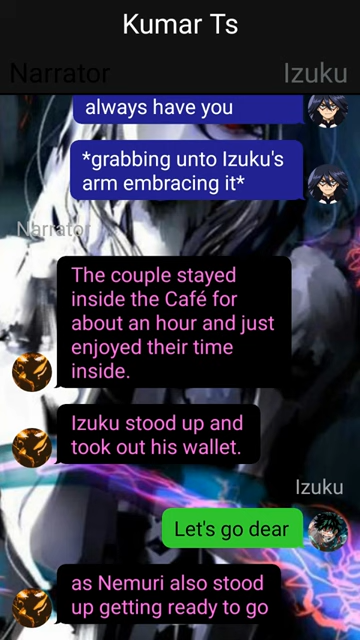 Kumar Ts
Narrator
Izuku
always have you
*grabbing unto Izuku's
arm embracing it*
Narrator
The couple stayed
inside the Café for
about an hour and just
enjoyed their time
inside.
Izuku stood up and
took out his wallet.
Izuku
Let's go dear
as Nemuri also stood
up getting ready to go